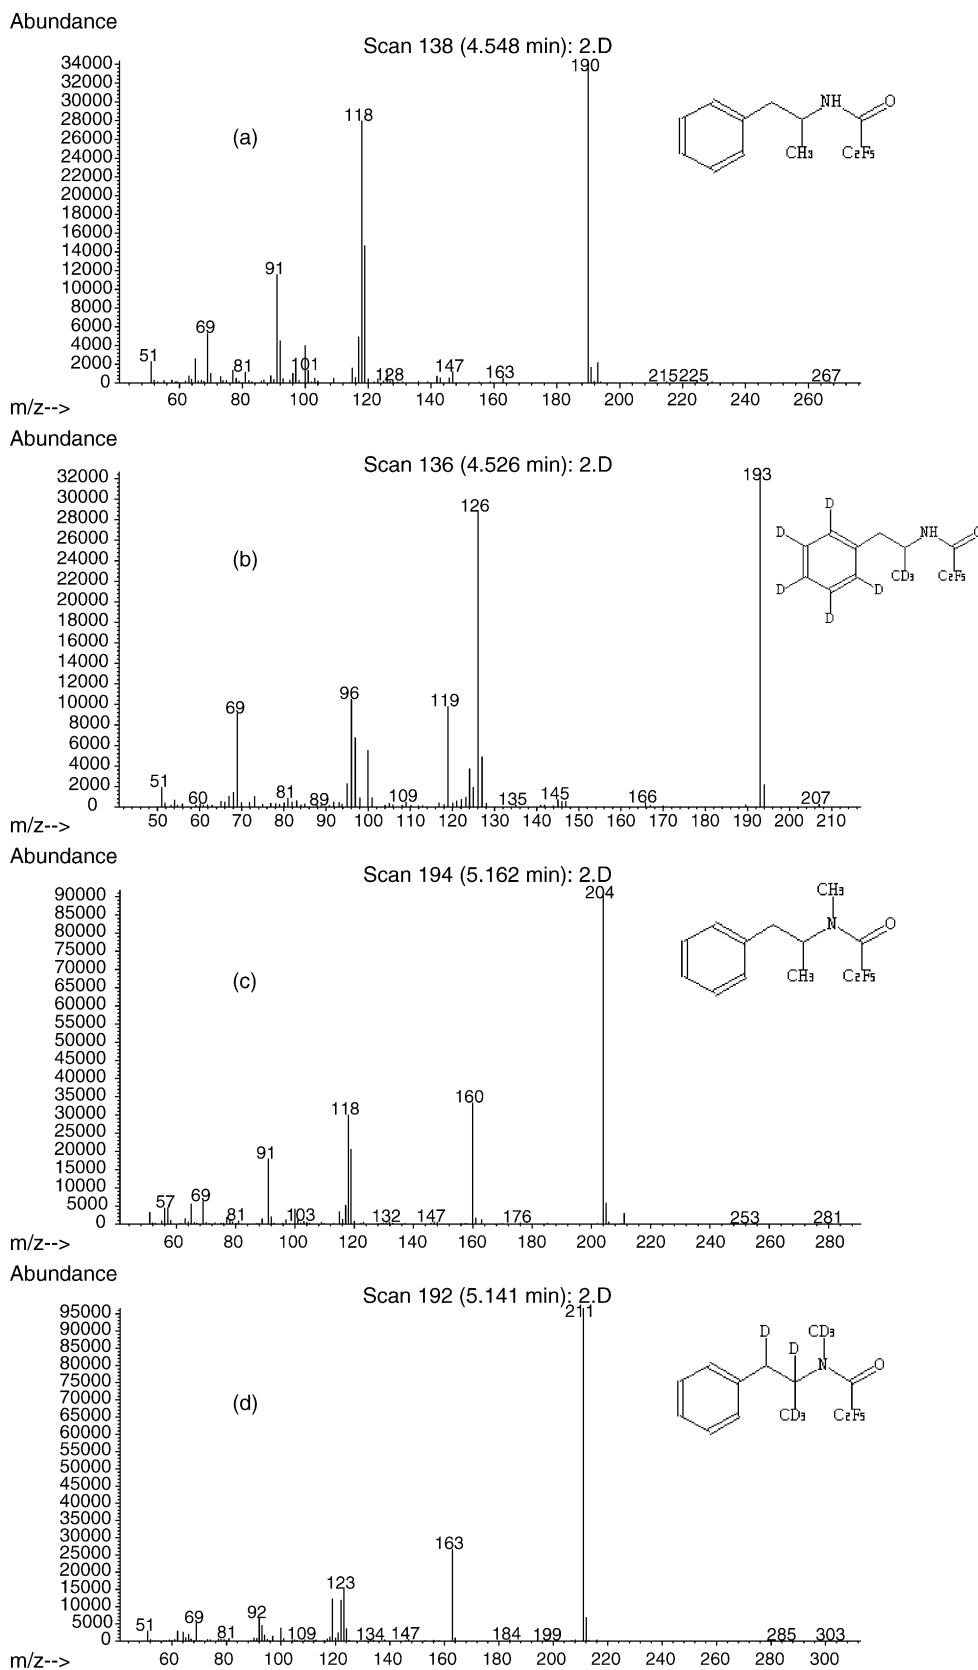 Abundance
Scan 138 (4.548 min): 2.D
34000
32000
30000
28000
26000
24000
22000
20000
18000
16000
14000
12000
10000
8000
6000
4000
2000
0
(a)
51
69
81
91
101
118
128
147
163
190
215
225
267
NH
O
CH3
C2F5
60 80 100 120 140 160 180 200 220 240 260
m/z-->
Abundance
Scan 136 (4.526 min): 2.D
32000
30000
28000
26000
24000
22000
20000
18000
16000
14000
12000
10000
8000
6000
4000
2000
0
(b)
51
60
69
81
89
96
109
119
126
135
145
166
193
207
D
D
NH
O
CD3
C2F5
D
D
D
50 60 70 80 90 100 110 120 130 140 150 160 170 180 190 200 210
m/z-->
Abundance
Scan 194 (5.162 min): 2.D
90000
85000
80000
75000
70000
65000
60000
55000
50000
45000
40000
35000
30000
25000
20000
15000
10000
5000
0
(c)
57
69
81
91
103
118
132
147
160
176
204
253
281
CH3
N
O
CH3
C2F5
60 80 100 120 140 160 180 200 220 240 260 280
m/z-->
Abundance
Scan 192 (5.141 min): 2.D
95000
90000
85000
80000
75000
70000
65000
60000
55000
50000
45000
40000
35000
30000
25000
20000
15000
10000
5000
0
(d)
51
69
81
92
109
123
134
147
163
184
199
211
285
303
D
CD3
D
N
O
CD3
C2F5
60 80 100 120 140 160 180 200 220 240 260 280 300
m/z-->